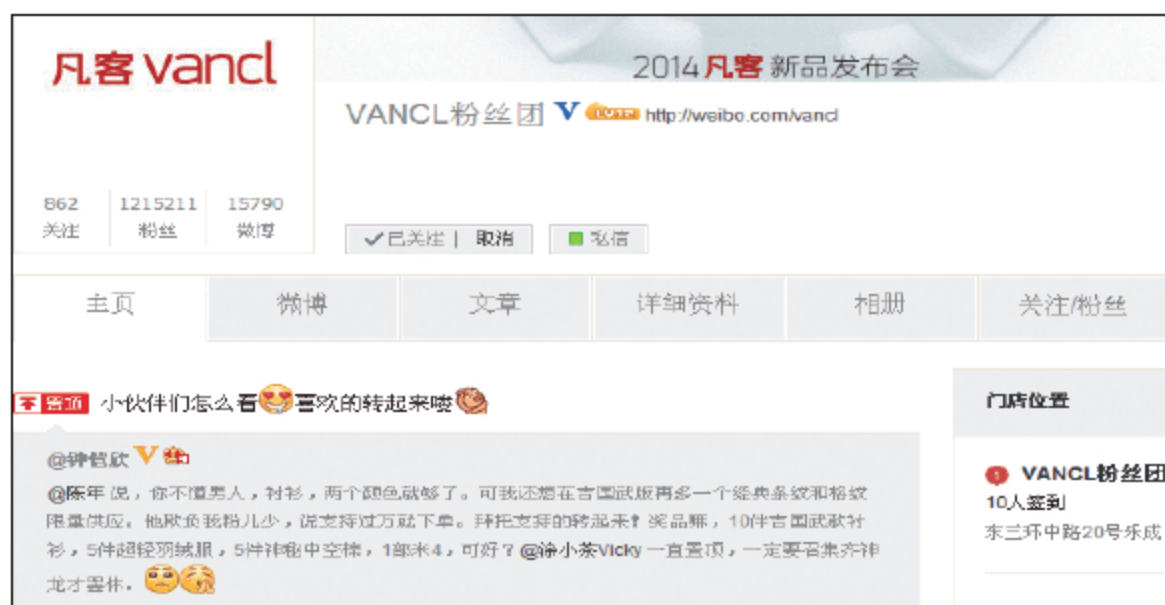 凡客 vancl
2014 凡客 新品发布会
VANCL粉丝团 http://weibo.com/vancl
862 1215211 15790
关注 粉丝 微博
已关注 | 取消 私信
主页 微博 文章 详细资料 相册 关注/粉丝
置顶 小伙伴们怎么看 喜欢的转起来喽
门店位置
@钟恺欣
@陈年 说，你不懂男人，衬衫，两个颜色就够了。可我还想在吉国武版再多一个经典条纹和格纹
限量供应。他欺负我粉儿少，说支持过万就下单。拜托支持的转起来！奖品嘛，10件吉国武款衬
衫，5件超轻羽绒服，5件神袍中空棉，1部米4，可好？@徐小茶Vicky 一直置顶，一定要召集齐神
龙才罢休。
1 VANCL粉丝团
10人签到
东三环中路20号乐成